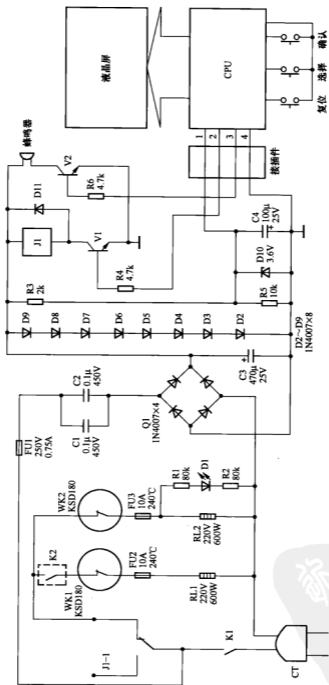 液晶屏
CPU
确认
选择
复位
1
2
3
4
接插件
蜂鸣器
V2
D11
R6
4.7k
J1
V1
R4
4.7k
C4
100μ
25V
D10
3.6V
R3
2k
R5
10k
D9
D8
D7
D6
D5
D4
D3
D2
D2~D9
1N4007×8
C2
0.1μ
450V
C1
0.1μ
450V
Q1
1N4007×4
C3
470μ
25V
FU1
250V
0.75A
WK2
KSD180
FU3
10A
240℃
R1
80k
D1
R2
80k
RL2
220V
600W
K2
WK1
KSD180
FU2
10A
240℃
RL1
220V
600W
J1-1
K1
CT